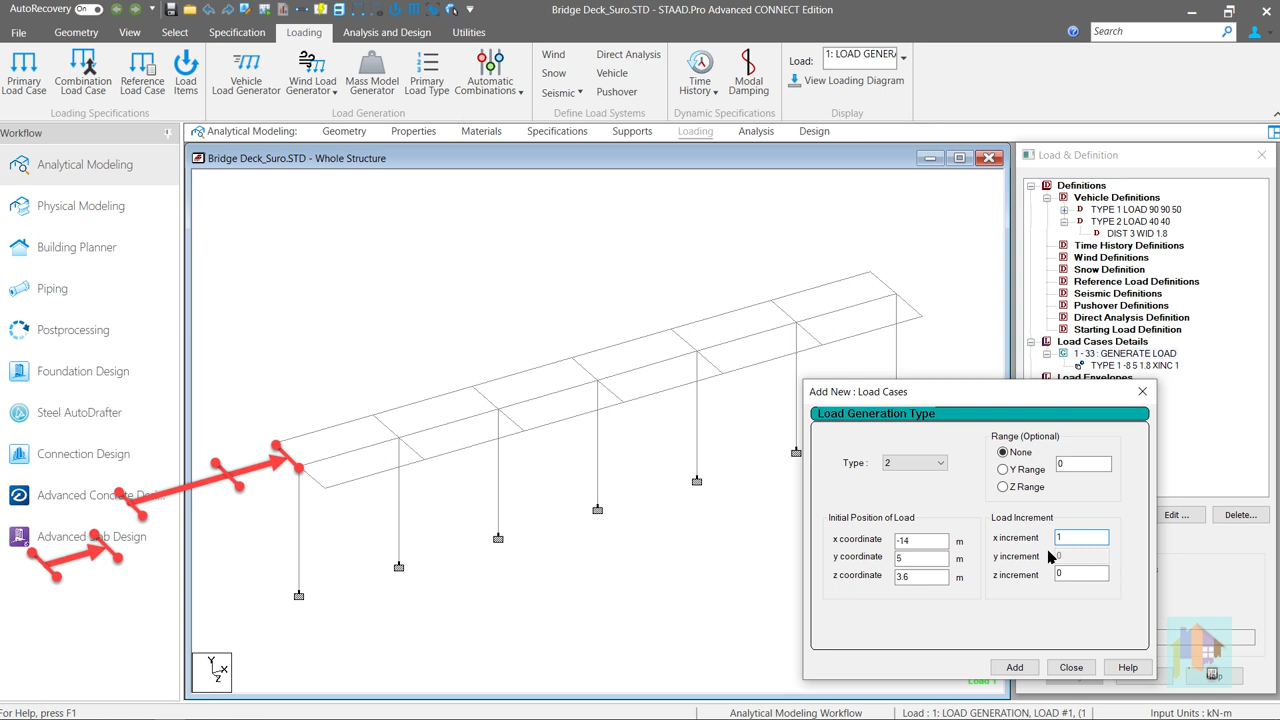 AutoRecovery On
Bridge Deck_Suro.STD - STAAD.Pro Advanced CONNECT Edition
File Geometry View Select Specification Loading Analysis and Design Utilities
Search
Primary Load Case
Combination Load Case
Reference Load Case
Load Items
Loading Specifications
Vehicle Load Generator
Wind Load Generator
Mass Model Generator
Primary Load Type
Automatic Combinations
Load Generation
Wind Direct Analysis
Snow Vehicle
Seismic Pushover
Define Load Systems
Time History
Modal Damping
Dynamic Specifications
Load: 1: LOAD GENERA
View Loading Diagram
Display
Workflow
Analytical Modeling
Physical Modeling
Building Planner
Piping
Postprocessing
Foundation Design
Steel AutoDrafter
Connection Design
Advanced Concrete
Advanced Slab Design
Analytical Modeling: Geometry Properties Materials Specifications Supports Loading Analysis Design
Bridge Deck_Suro.STD - Whole Structure
Y
X
Z
Load 1
Load & Definition
Definitions
Vehicle Definitions
TYPE 1 LOAD 90 90 50
TYPE 2 LOAD 40 40
DIST 3 WID 1.8
Time History Definitions
Wind Definitions
Snow Definition
Reference Load Definitions
Seismic Definitions
Pushover Definitions
Direct Analysis Definition
Starting Load Definition
Load Cases Details
1 - 33 : GENERATE LOAD
TYPE 1 -8 5 1.8 XINC 1
Load Envelopes
Edit ... Delete...
Add New : Load Cases
Load Generation Type
Type : 2
Range (Optional)
None
Y Range 0
Z Range
Initial Position of Load
x coordinate -14 m
y coordinate 5 m
z coordinate 3.6 m
Load Increment
x increment 1
y increment 0
z increment 0
Add Close Help
For Help, press F1
Analytical Modeling Workflow
Load : 1: LOAD GENERATION, LOAD #1, (1
Input Units : kN-m